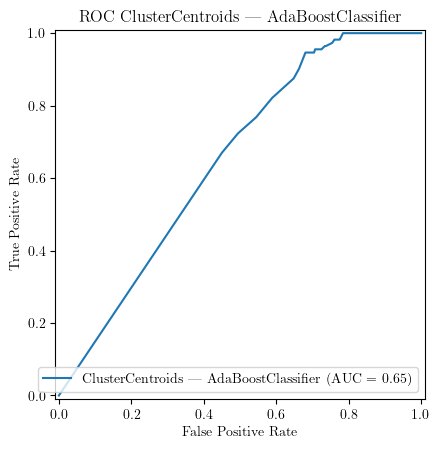 ROC ClusterCentroids — AdaBoostClassifier
1.0
0.8
0.6
0.4
0.2
0.0
True Positive Rate
ClusterCentroids — AdaBoostClassifier (AUC = 0.65)
0.0 0.2 0.4 0.6 0.8 1.0
False Positive Rate